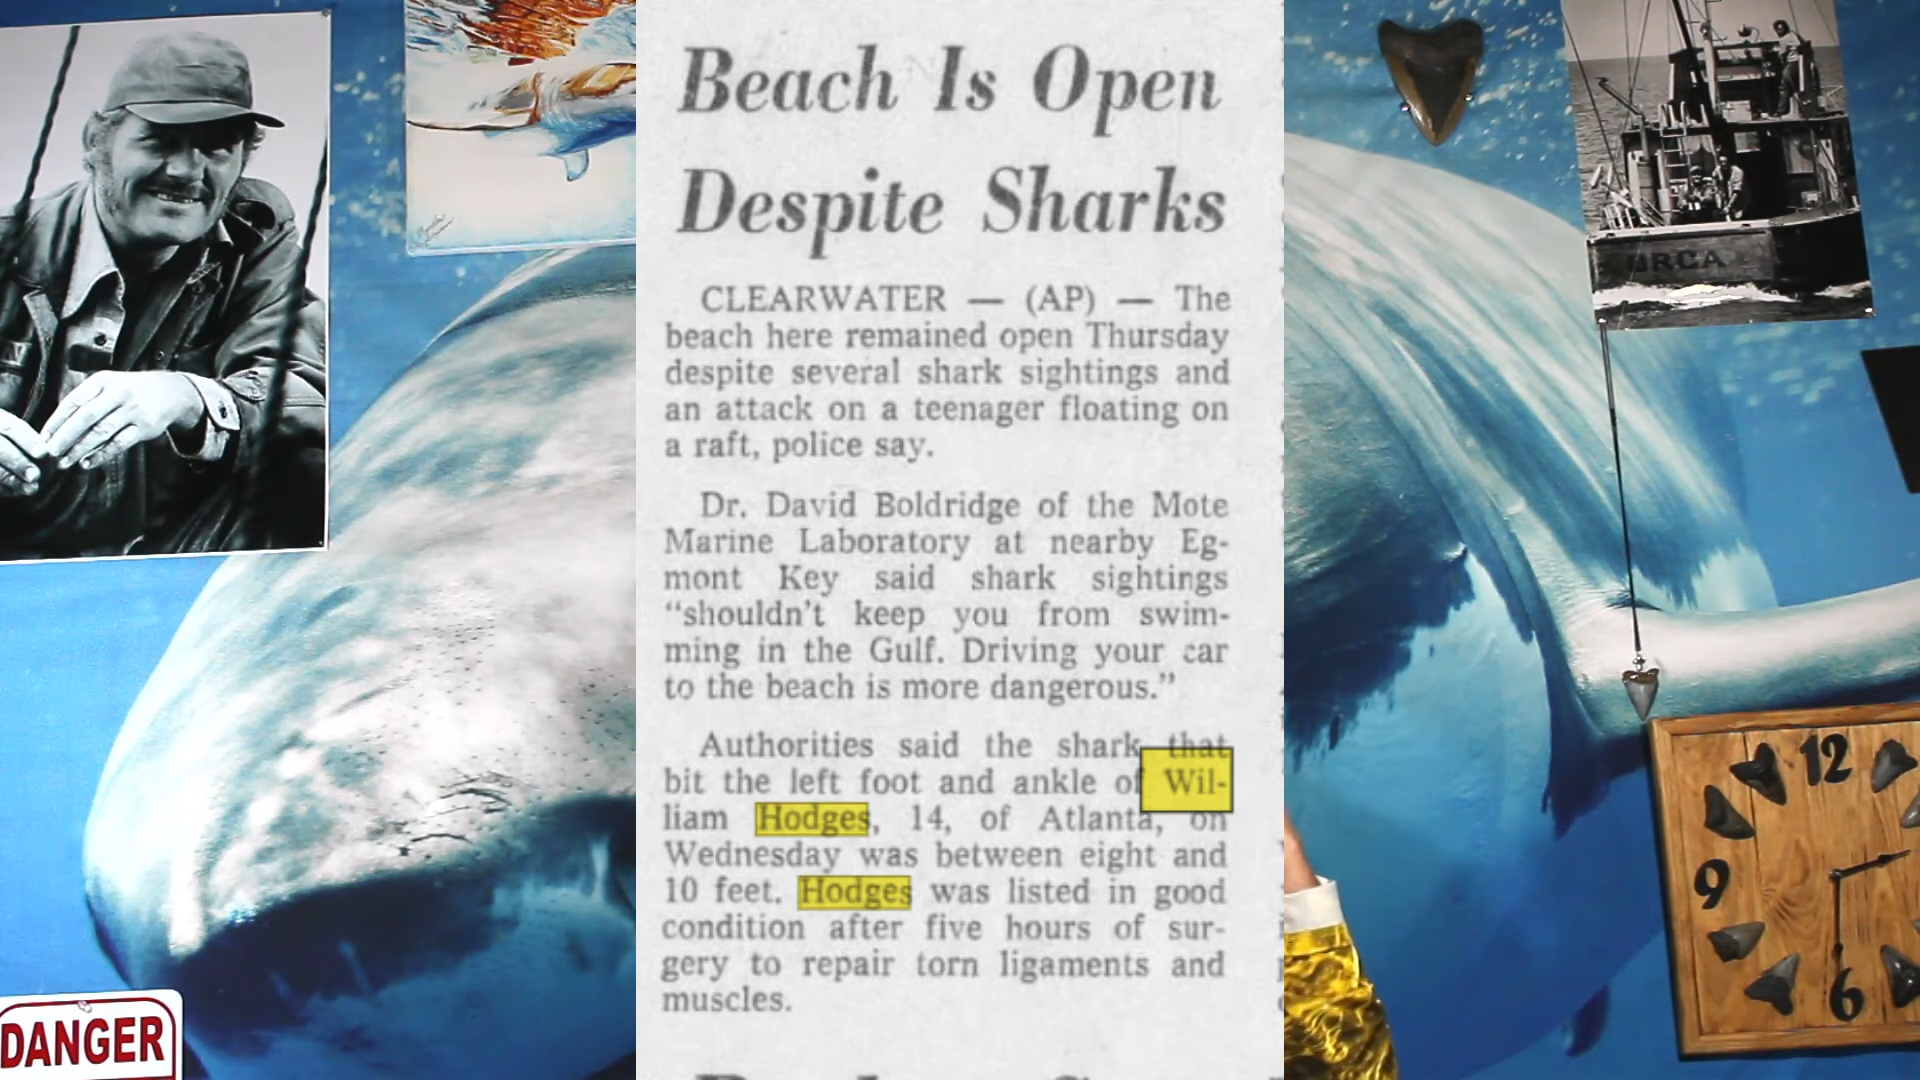 Beach Is Open
Despite Sharks
CLEARWATER — (AP) — The
beach here remained open Thursday
despite several shark sightings and
an attack on a teenager floating on
a raft, police say.
Dr. David Boldridge of the Mote
Marine Laboratory at nearby Eg-
mont Key said shark sightings
“shouldn't keep you from swim-
ming in the Gulf. Driving your car
to the beach is more dangerous.”
Authorities said the shark that
bit the left foot and ankle of Wil-
liam Hodges, 14, of Atlanta, on
Wednesday was between eight and
10 feet. Hodges was listed in good
condition after five hours of sur-
gery to repair torn ligaments and
muscles.
ORCA
12
9
6
DANGER